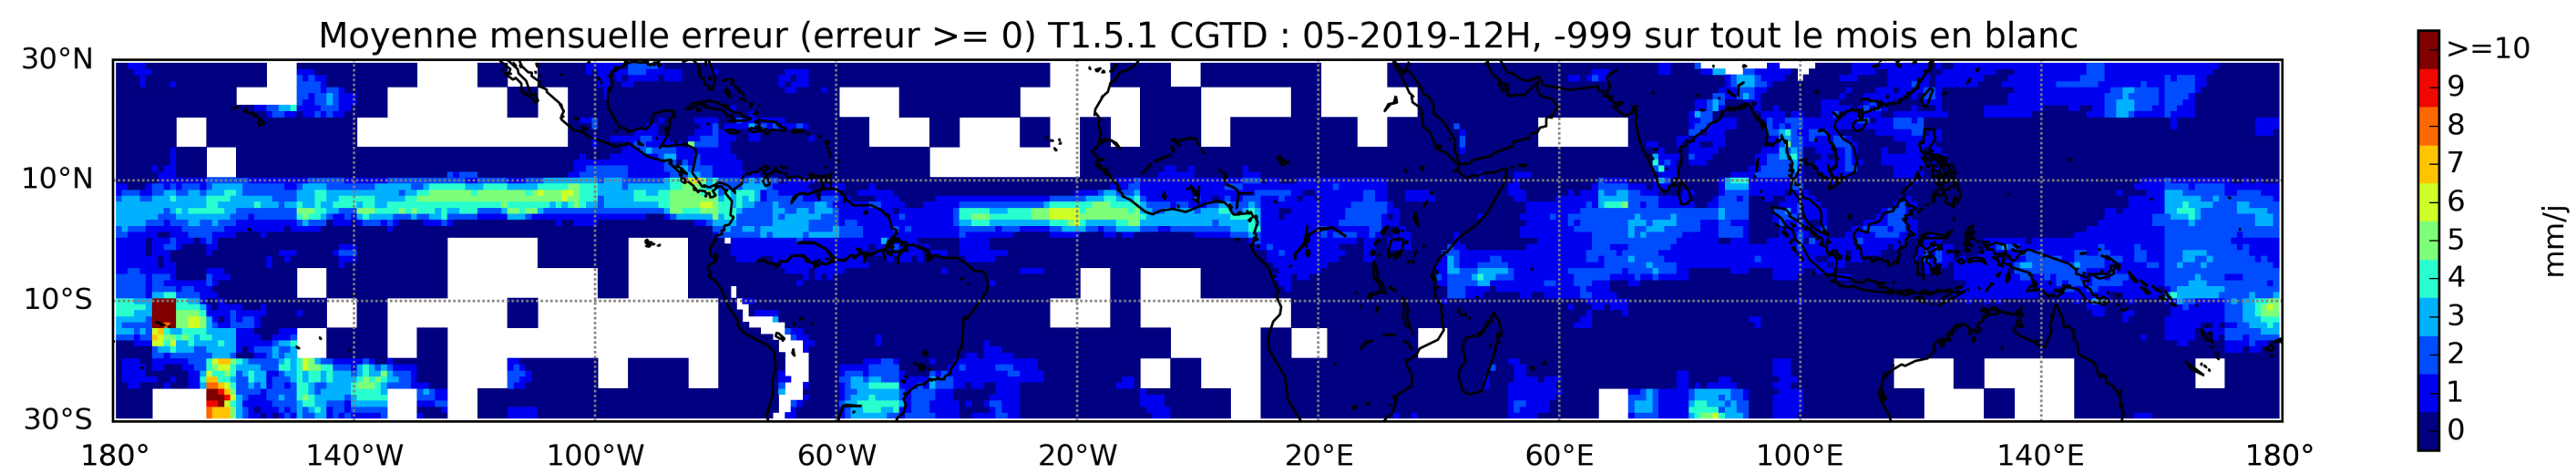 Moyenne mensuelle erreur (erreur >= 0) T1.5.1 CGTD : 05-2019-12H, -999 sur tout le mois en blanc
30°N
10°N
10°S
30°S
180°
140°W
100°W
60°W
20°W
20°E
60°E
100°E
140°E
180°
>=10
9
8
7
6
5
4
3
2
1
0
mm/j